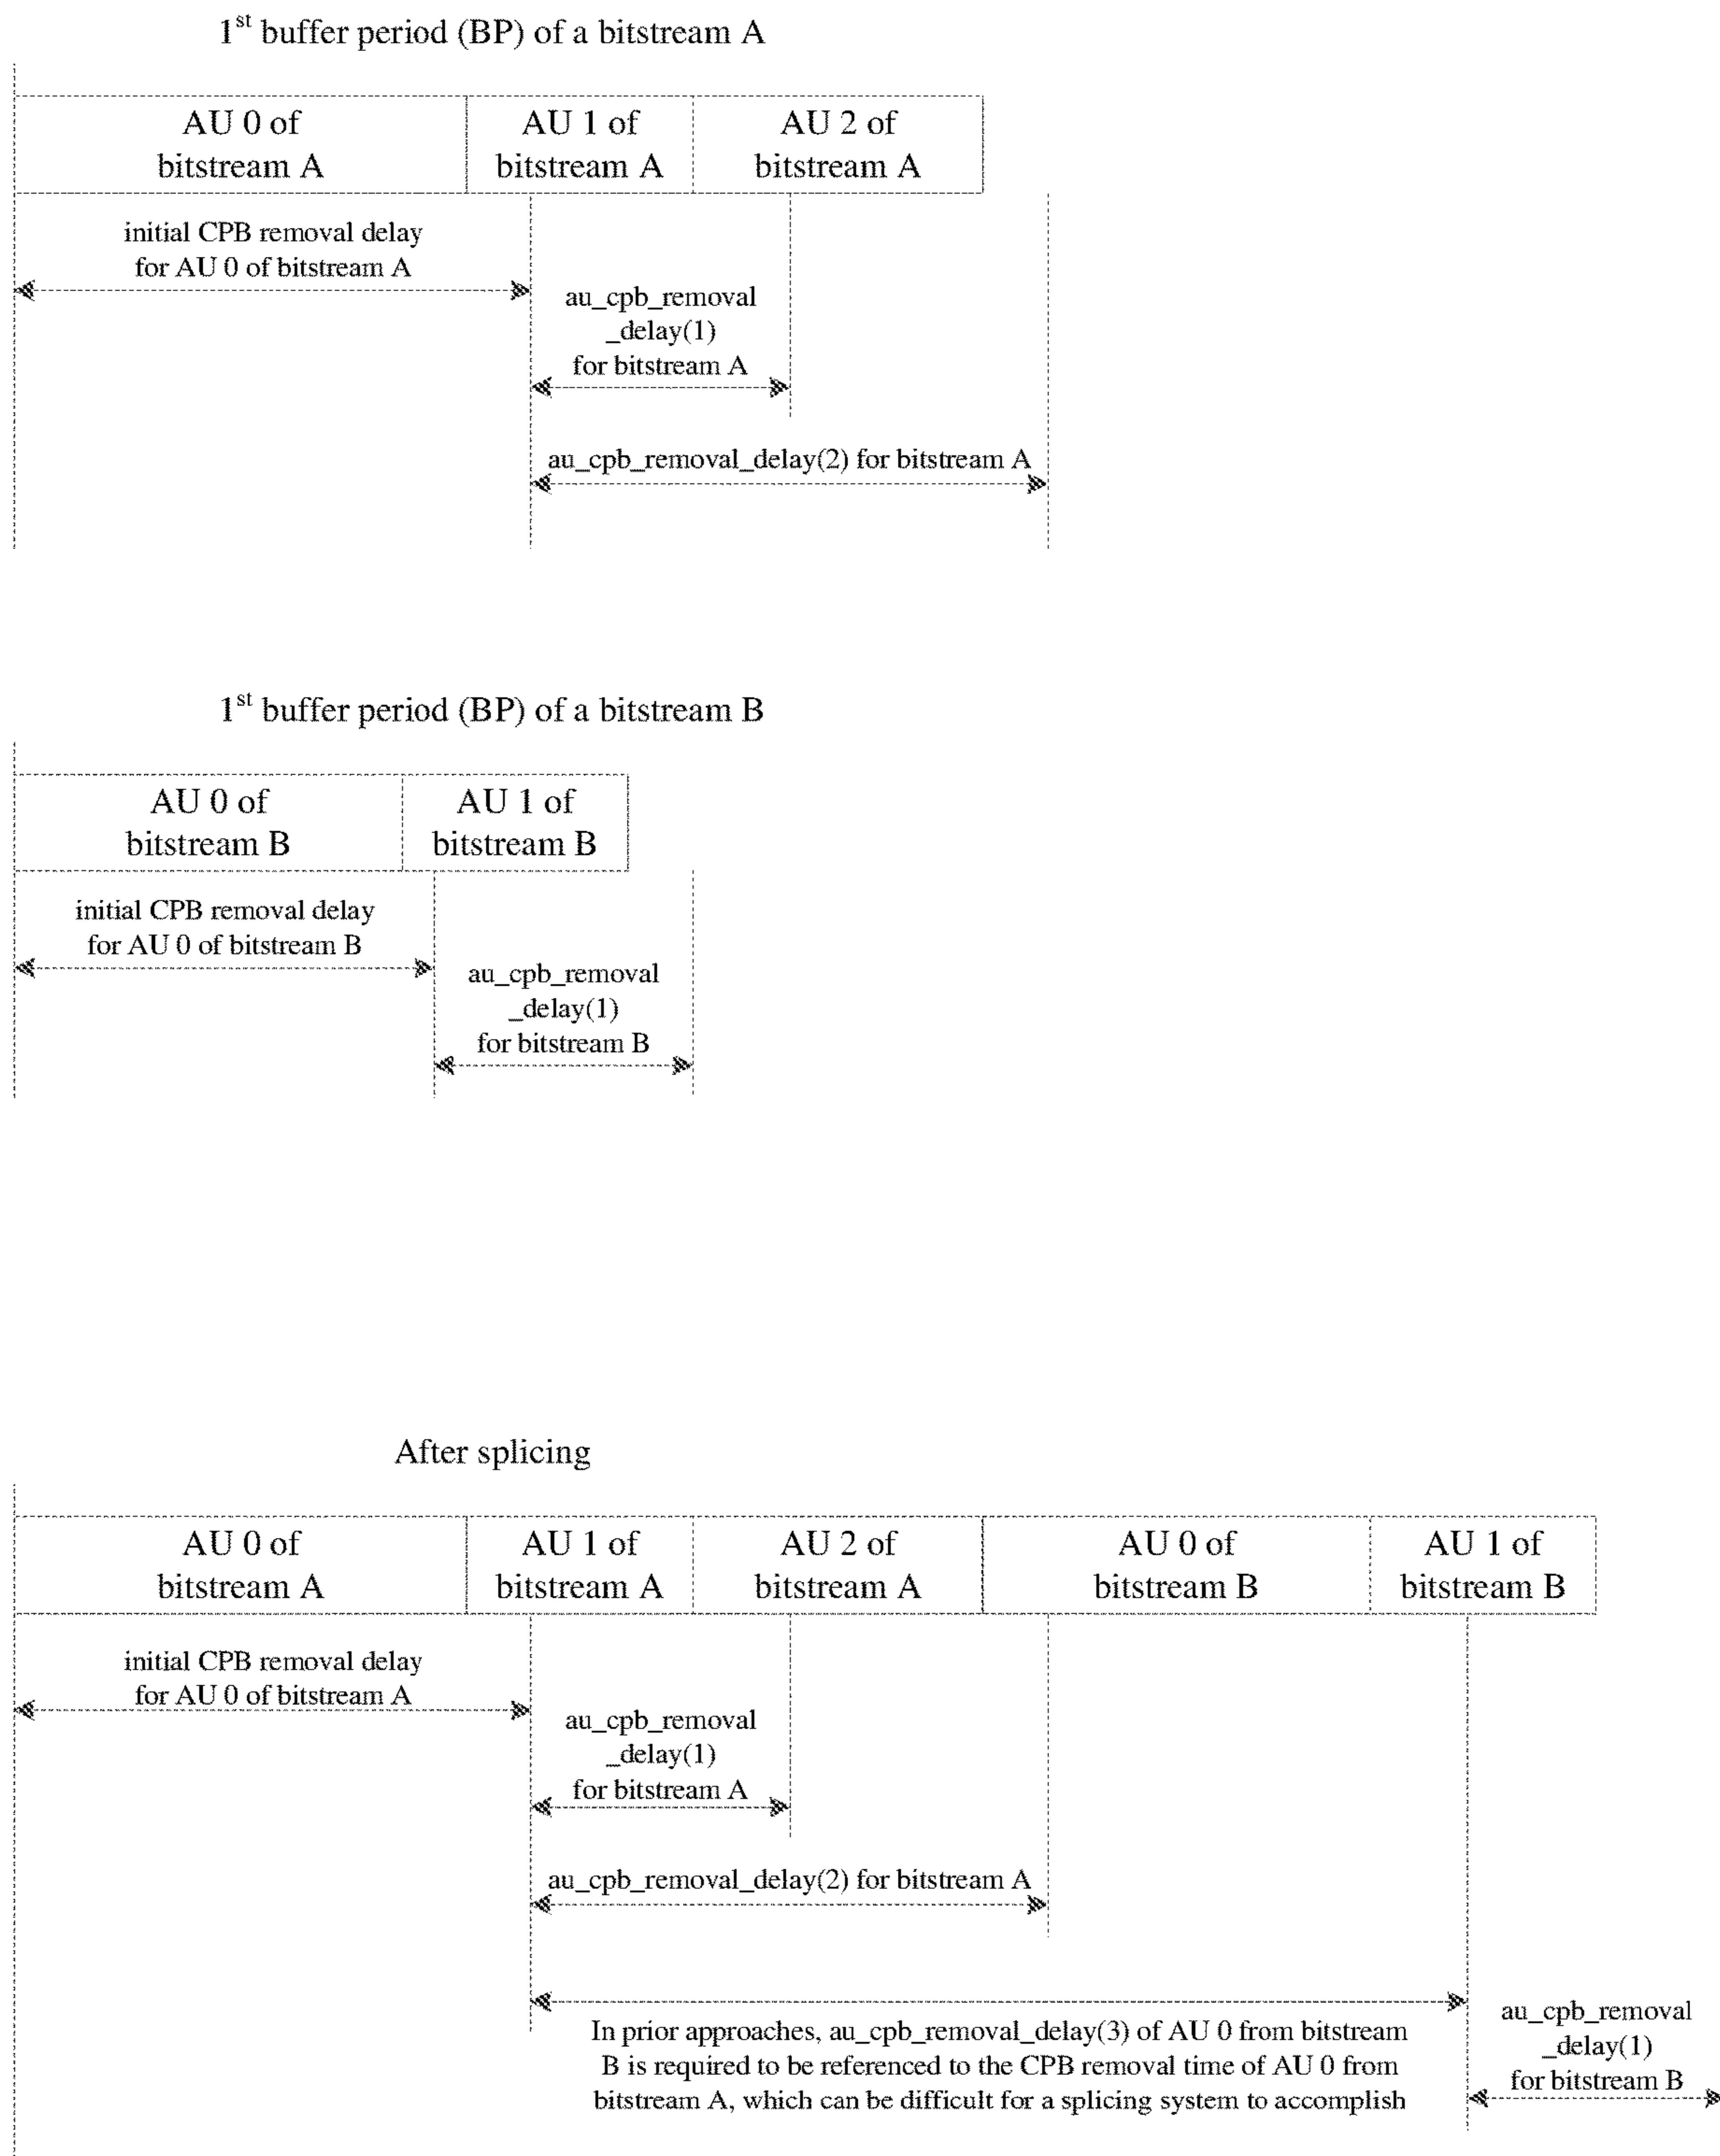 1st buffer period (BP) of a bitstream A
AU 0 of
bitstream A
AU 1 of
bitstream A
AU 2 of
bitstream A
initial CPB removal delay
for AU 0 of bitstream A
au_cpb_removal
_delay(1)
for bitstream A
au_cpb_removal_delay(2) for bitstream A
1st buffer period (BP) of a bitstream B
AU 0 of
bitstream B
AU 1 of
bitstream B
initial CPB removal delay
for AU 0 of bitstream B
au_cpb_removal
_delay(1)
for bitstream B
After splicing
AU 0 of
bitstream A
AU 1 of
bitstream A
AU 2 of
bitstream A
AU 0 of
bitstream B
AU 1 of
bitstream B
initial CPB removal delay
for AU 0 of bitstream A
au_cpb_removal
_delay(1)
for bitstream A
au_cpb_removal_delay(2) for bitstream A
In prior approaches, au_cpb_removal_delay(3) of AU 0 from bitstream
B is required to be referenced to the CPB removal time of AU 0 from
bitstream A, which can be difficult for a splicing system to accomplish
au_cpb_removal
_delay(1)
for bitstream B